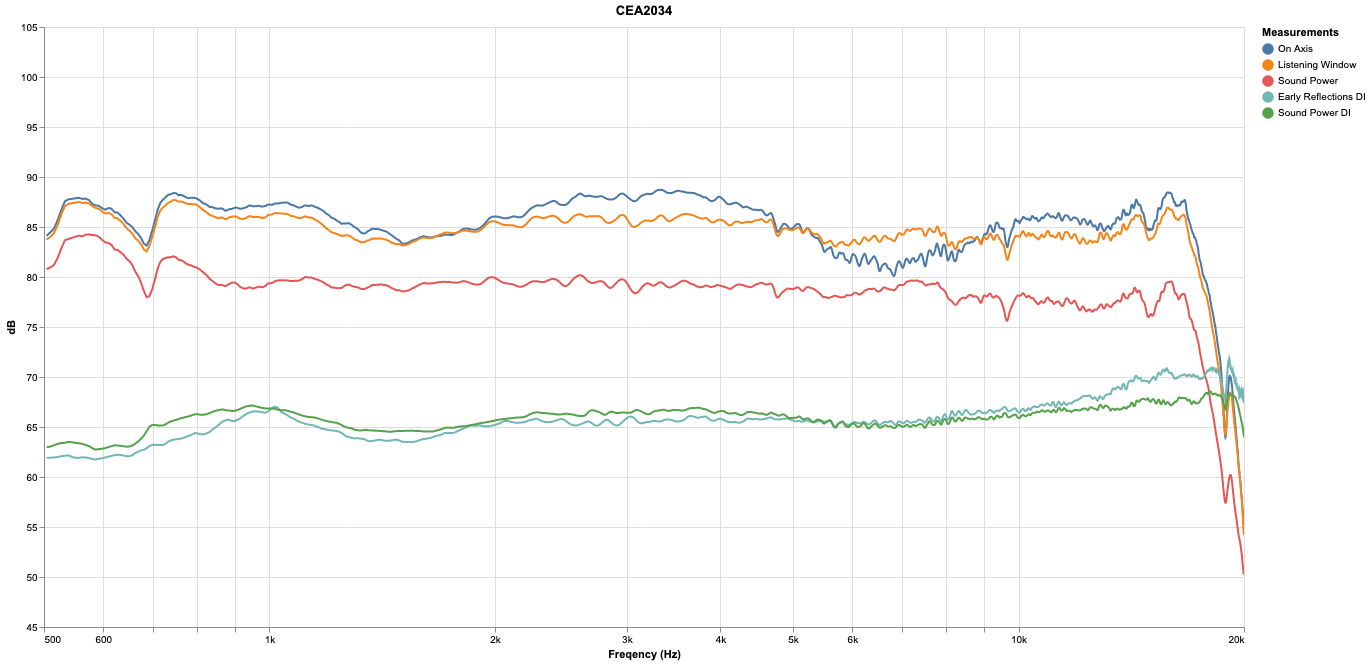 CEA2034
105
100
95
90
85
80
75
70
65
60
55
50
45
dB
500 600 1k 2k 3k 4k 5k 6k 10k 20k
Freqency (Hz)
Measurements
On Axis
Listening Window
Sound Power
Early Reflections DI
Sound Power DI